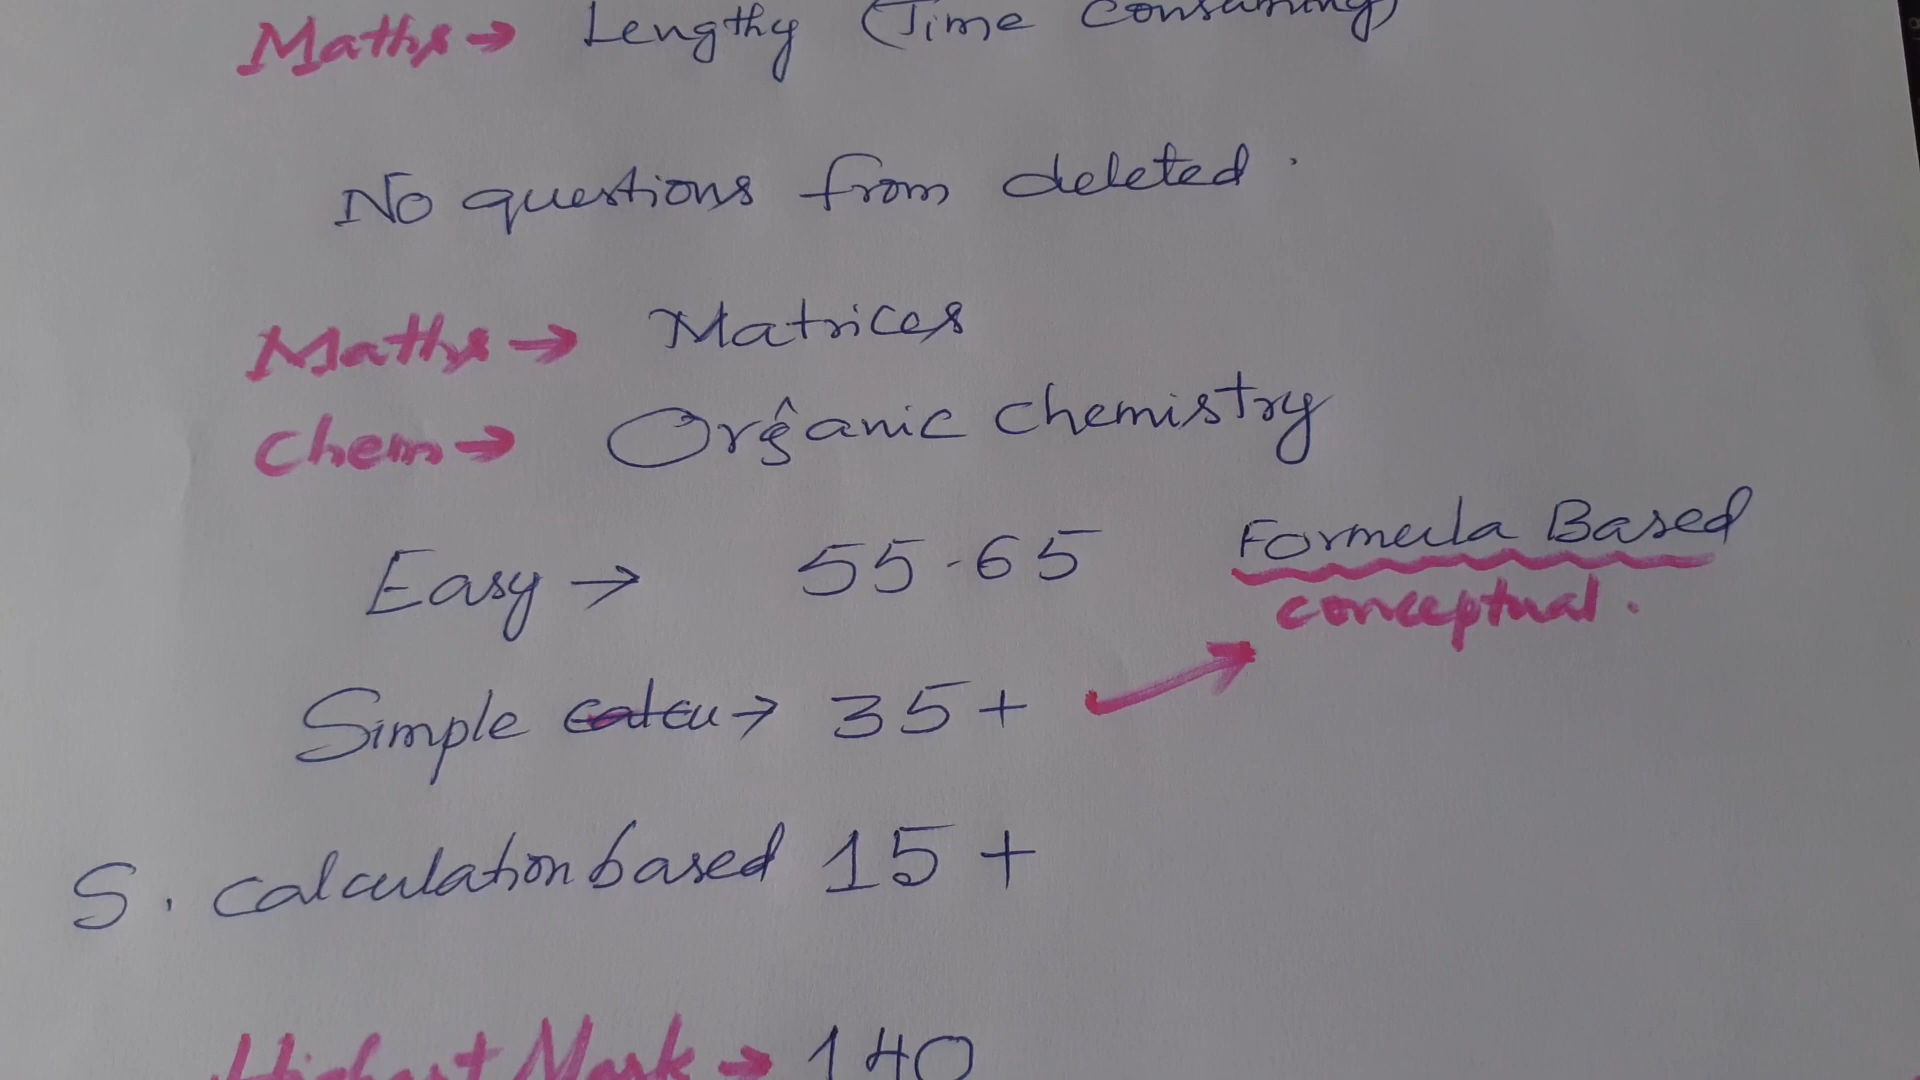 Maths → Lengthy (Time Consuming)
No questions from deleted.
Maths → Matrices
Chem → Organic Chemistry
Easy → 55-65 Formula Based
conceptual.
Simple calcu → 35+
S. calculation based 15+
Highest Mark → 140